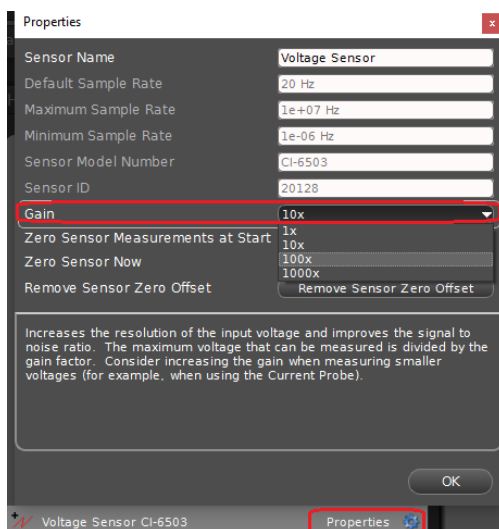 Properties
x
Sensor Name
Voltage Sensor
Default Sample Rate
20 Hz
Maximum Sample Rate
1e+07 Hz
Minimum Sample Rate
1e-06 Hz
Sensor Model Number
CI-6503
Sensor ID
20128
Gain
10x
1x
10x
100x
1000x
Zero Sensor Measurements at Start
Zero Sensor Now
Remove Sensor Zero Offset
Remove Sensor Zero Offset
Increases the resolution of the input voltage and improves the signal to
noise ratio. The maximum voltage that can be measured is divided by the
gain factor. Consider increasing the gain when measuring smaller
voltages (for example, when using the Current Probe).
OK
Voltage Sensor CI-6503
Properties